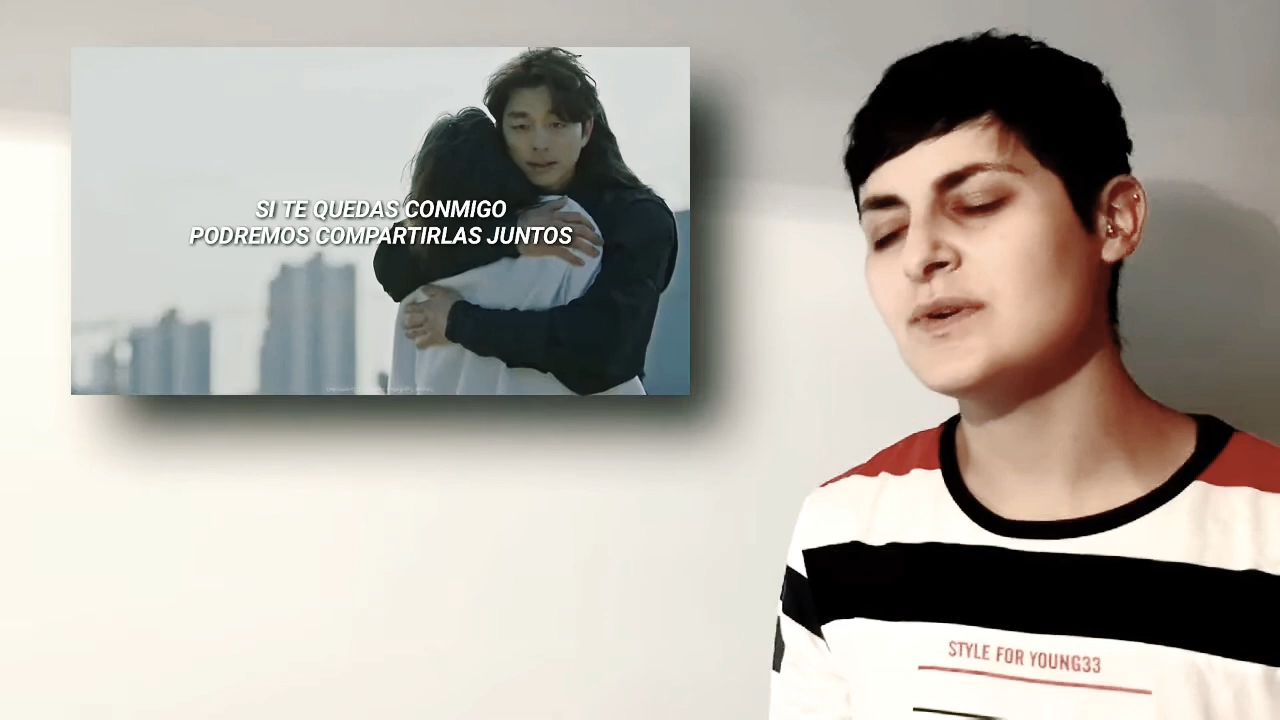 SI TE QUEDAS CONMIGO
PODREMOS COMPARTIRLAS JUNTOS
STYLE FOR YOUNG33